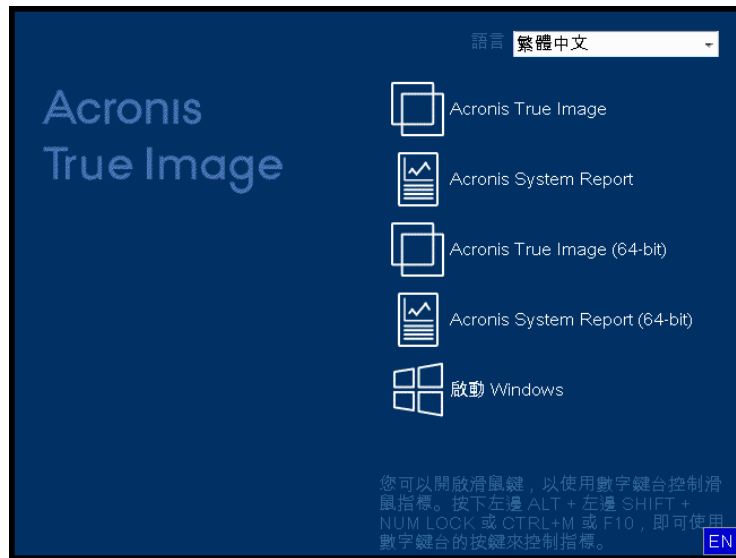 語言 繁體中文
Acronis
True Image
Acronis True Image
Acronis System Report
Acronis True Image (64-bit)
Acronis System Report (64-bit)
啟動 Windows
您可以開啟滑鼠鍵，以使用數字鍵台控制滑
鼠指標。按下左邊 ALT + 左邊 SHIFT +
NUM LOCK 或 CTRL+M 或 F10，即可使用
數字鍵台的按鍵來控制指標。
EN